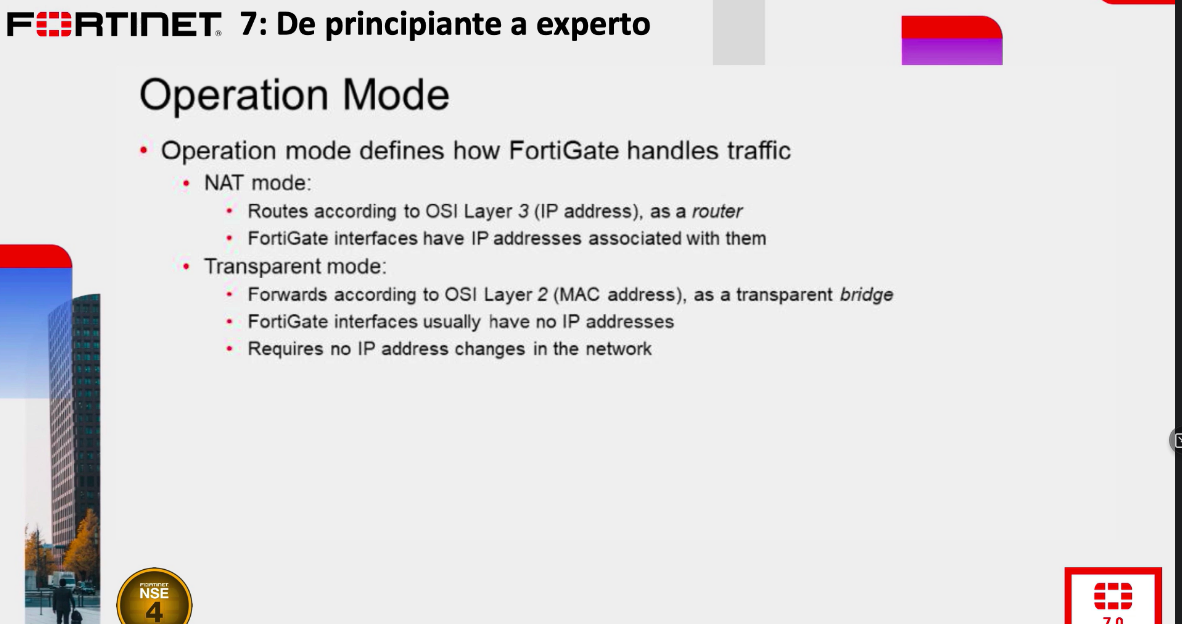 FORTINET® 7: De principiante a experto
Operation Mode
• Operation mode defines how FortiGate handles traffic
• NAT mode:
• Routes according to OSI Layer 3 (IP address), as a router
• FortiGate interfaces have IP addresses associated with them
• Transparent mode:
• Forwards according to OSI Layer 2 (MAC address), as a transparent bridge
• FortiGate interfaces usually have no IP addresses
• Requires no IP address changes in the network
FORTINET
NSE
4
7.0